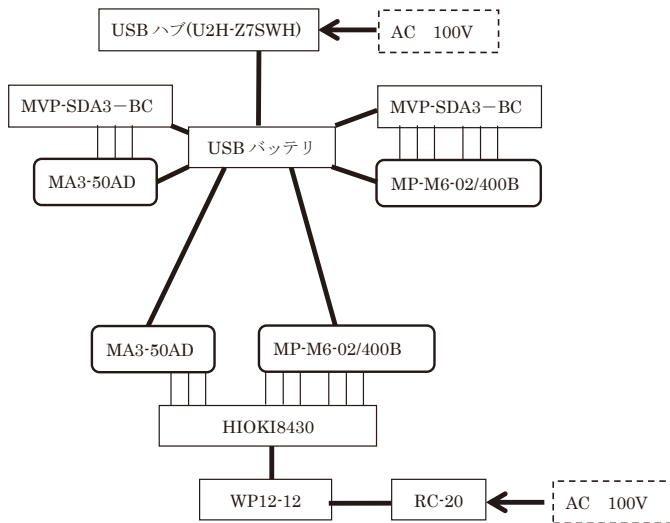 USB ハブ(U2H-Z7SWH)
AC 100V
MVP-SDA3－BC
MVP-SDA3－BC
USB バッテリ
MA3-50AD
MP-M6-02/400B
MA3-50AD
MP-M6-02/400B
HIOKI8430
WP12-12
RC-20
AC 100V